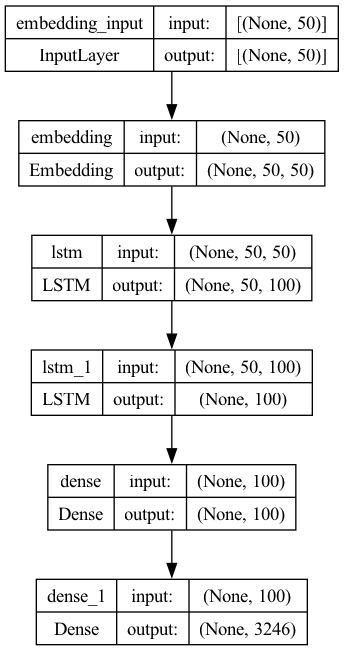 embedding_input input: [(None, 50)]
InputLayer output: [(None, 50)]
embedding input: (None, 50)
Embedding output: (None, 50, 50)
lstm input: (None, 50, 50)
LSTM output: (None, 50, 100)
lstm_1 input: (None, 50, 100)
LSTM output: (None, 100)
dense input: (None, 100)
Dense output: (None, 100)
dense_1 input: (None, 100)
Dense output: (None, 3246)